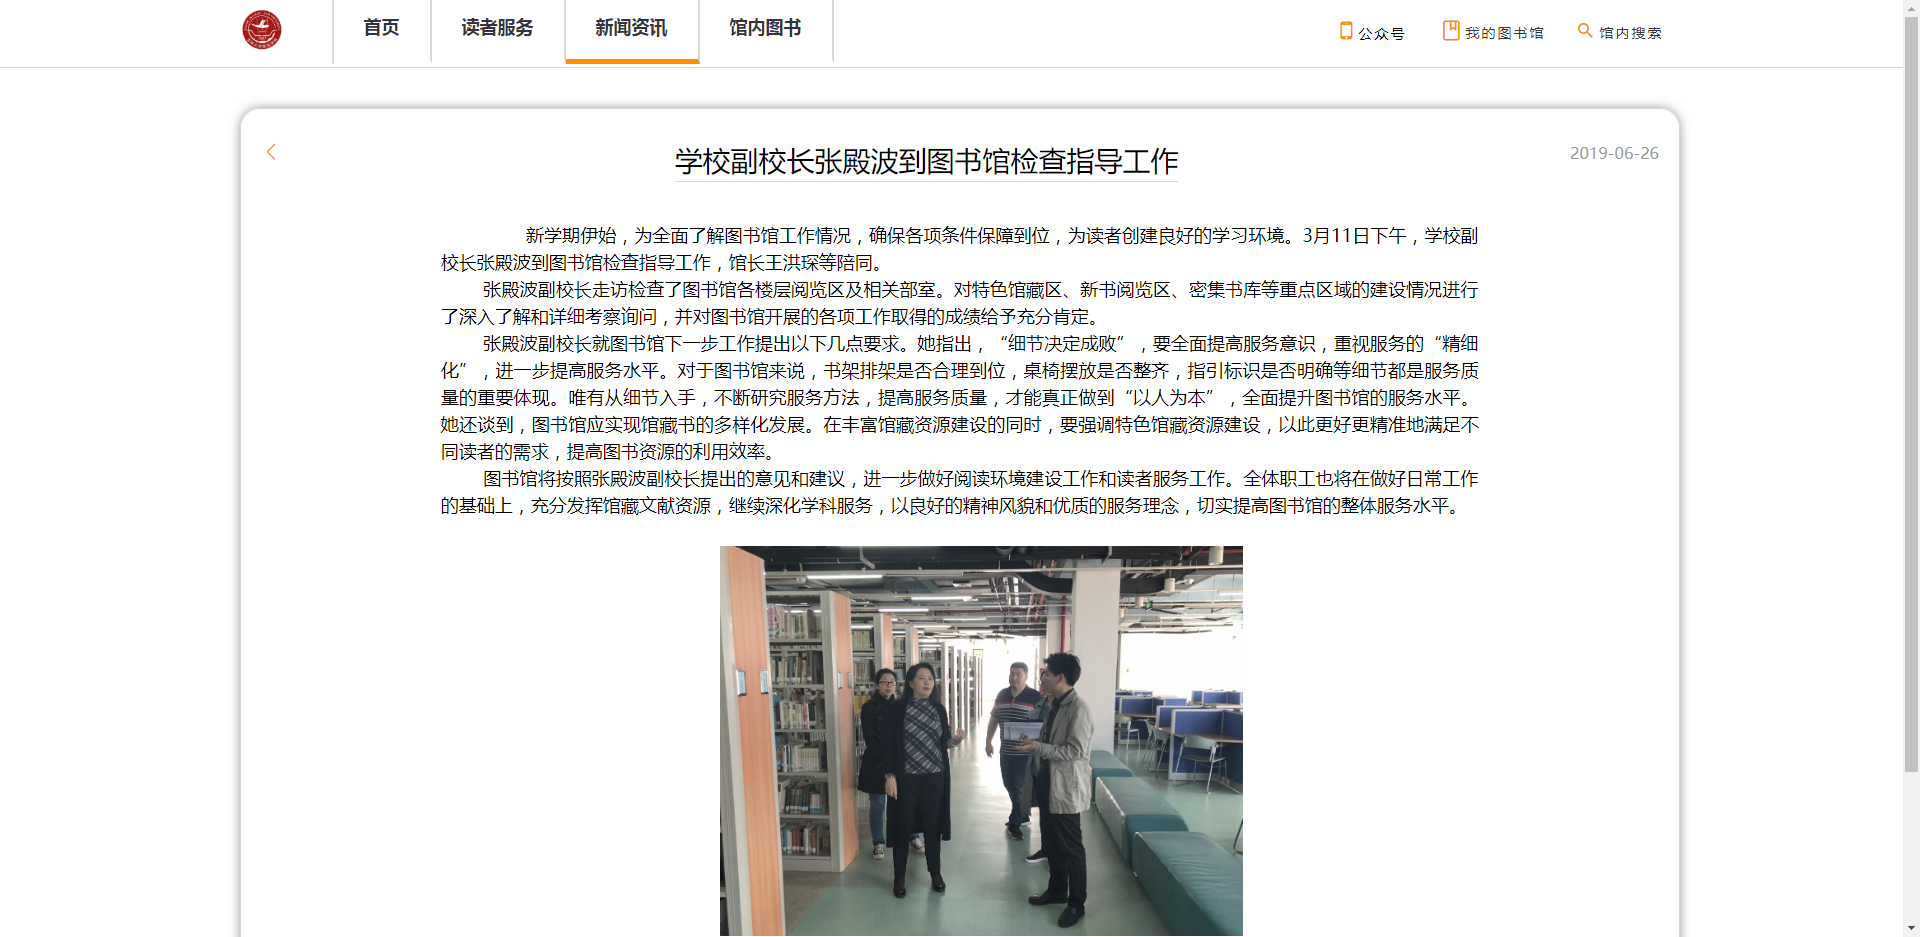 首页
读者服务
新闻资讯
馆内图书
公众号
我的图书馆
馆内搜索
学校副校长张殿波到图书馆检查指导工作
2019-06-26
新学期伊始，为全面了解图书馆工作情况，确保各项条件保障到位，为读者创建良好的学习环境。3月11日下午，学校副
校长张殿波到图书馆检查指导工作，馆长王洪琛等陪同。
张殿波副校长走访检查了图书馆各楼层阅览区及相关部室。对特色馆藏区、新书阅览区、密集书库等重点区域的建设情况进行
了深入了解和详细考察询问，并对图书馆开展的各项工作取得的成绩给予充分肯定。
张殿波副校长就图书馆下一步工作提出以下几点要求。她指出，“细节决定成败”，要全面提高服务意识，重视服务的“精细
化”，进一步提高服务水平。对于图书馆来说，书架排架是否合理到位，桌椅摆放是否整齐，指引标识是否明确等细节都是服务质
量的重要体现。唯有从细节入手，不断研究服务方法，提高服务质量，才能真正做到“以人为本”，全面提升图书馆的服务水平。
她还谈到，图书馆应实现馆藏书的多样化发展。在丰富馆藏资源建设的同时，要强调特色馆藏资源建设，以此更好更精准地满足不
同读者的需求，提高图书资源的利用效率。
图书馆将按照张殿波副校长提出的意见和建议，进一步做好阅读环境建设工作和读者服务工作。全体职工也将在做好日常工作
的基础上，充分发挥馆藏文献资源，继续深化学科服务，以良好的精神风貌和优质的服务理念，切实提高图书馆的整体服务水平。